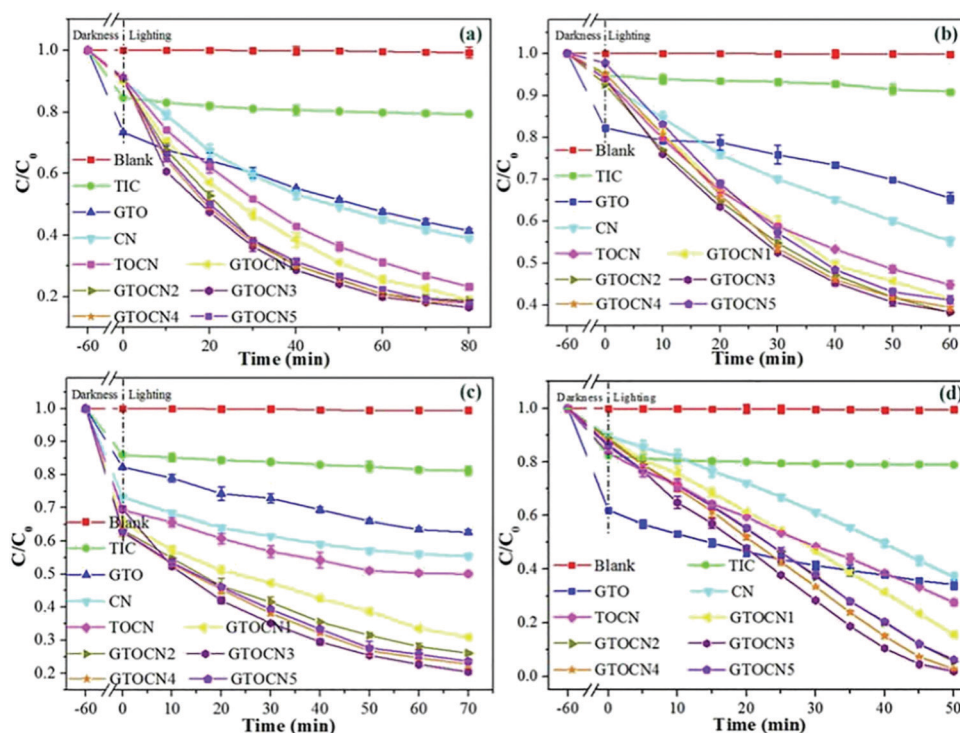 Darkness Lighting (a)
C/C₀
1.0
0.8
0.6
0.4
0.2
Blank
TIC
GTO
CN
TOCN GTOCN1
GTOCN2 GTOCN3
GTOCN4 GTOCN5
-60 0 20 40 60 80
Time (min)
Darkness Lighting (b)
C/C₀
1.0
0.9
0.8
0.7
0.6
0.5
0.4
Blank
TIC
GTO
CN
TOCN GTOCN1
GTOCN2 GTOCN3
GTOCN4 GTOCN5
-60 0 10 20 30 40 50 60
Time (min)
Darkness Lighting (c)
C/C₀
1.0
0.9
0.8
0.7
0.6
0.5
0.4
0.3
0.2
Blank
TIC
GTO
CN
TOCN GTOCN1
GTOCN2 GTOCN3
GTOCN4 GTOCN5
-60 0 10 20 30 40 50 60 70
Time (min)
Darkness Lighting (d)
C/C₀
1.0
0.8
0.6
0.4
0.2
0.0
Blank TIC
GTO CN
TOCN GTOCN1
GTOCN2 GTOCN3
GTOCN4 GTOCN5
-60 0 10 20 30 40 50
Time (min)